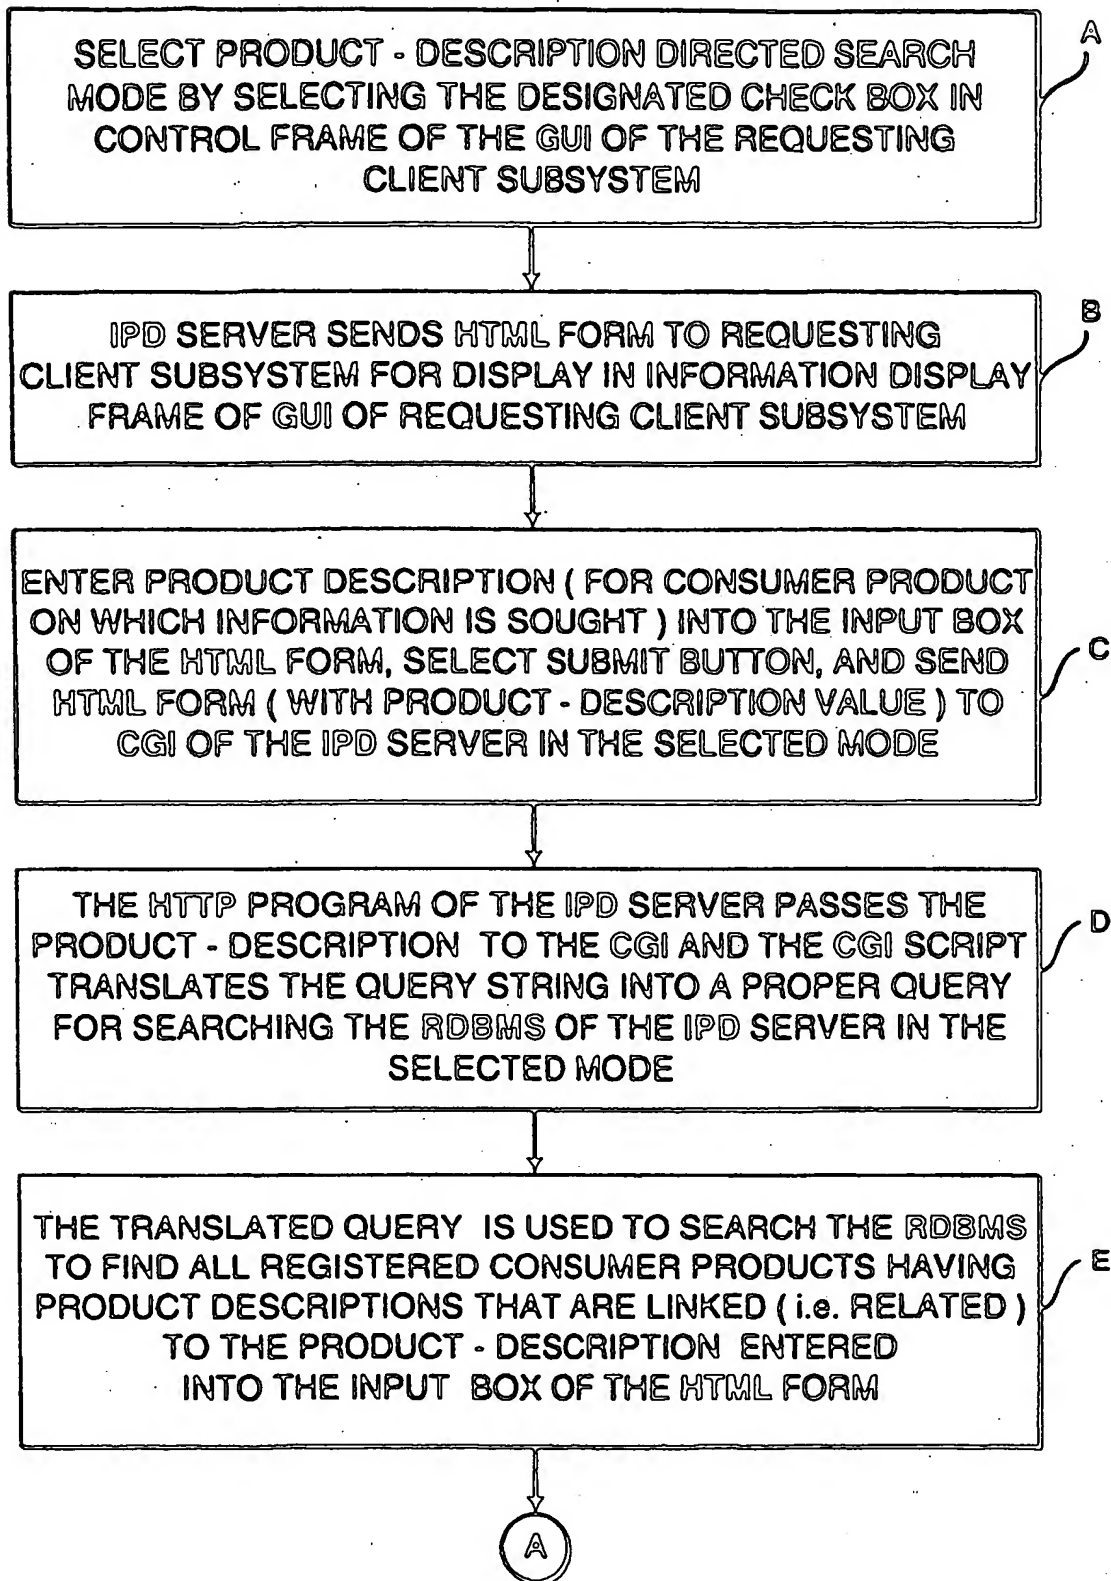 SELECT PRODUCT - DESCRIPTION DIRECTED SEARCH
MODE BY SELECTING THE DESIGNATED CHECK BOX IN
CONTROL FRAME OF THE GUI OF THE REQUESTING
CLIENT SUBSYSTEM
A
IPD SERVER SENDS HTML FORM TO REQUESTING
CLIENT SUBSYSTEM FOR DISPLAY IN INFORMATION DISPLAY
FRAME OF GUI OF REQUESTING CLIENT SUBSYSTEM
B
ENTER PRODUCT DESCRIPTION ( FOR CONSUMER PRODUCT
ON WHICH INFORMATION IS SOUGHT ) INTO THE INPUT BOX
OF THE HTML FORM, SELECT SUBMIT BUTTON, AND SEND
HTML FORM ( WITH PRODUCT - DESCRIPTION VALUE ) TO
CGI OF THE IPD SERVER IN THE SELECTED MODE
C
THE HTTP PROGRAM OF THE IPD SERVER PASSES THE
PRODUCT - DESCRIPTION TO THE CGI AND THE CGI SCRIPT
TRANSLATES THE QUERY STRING INTO A PROPER QUERY
FOR SEARCHING THE RDBMS OF THE IPD SERVER IN THE
SELECTED MODE
D
THE TRANSLATED QUERY IS USED TO SEARCH THE RDBMS
TO FIND ALL REGISTERED CONSUMER PRODUCTS HAVING
PRODUCT DESCRIPTIONS THAT ARE LINKED ( i.e. RELATED )
TO THE PRODUCT - DESCRIPTION ENTERED
INTO THE INPUT BOX OF THE HTML FORM
E
A